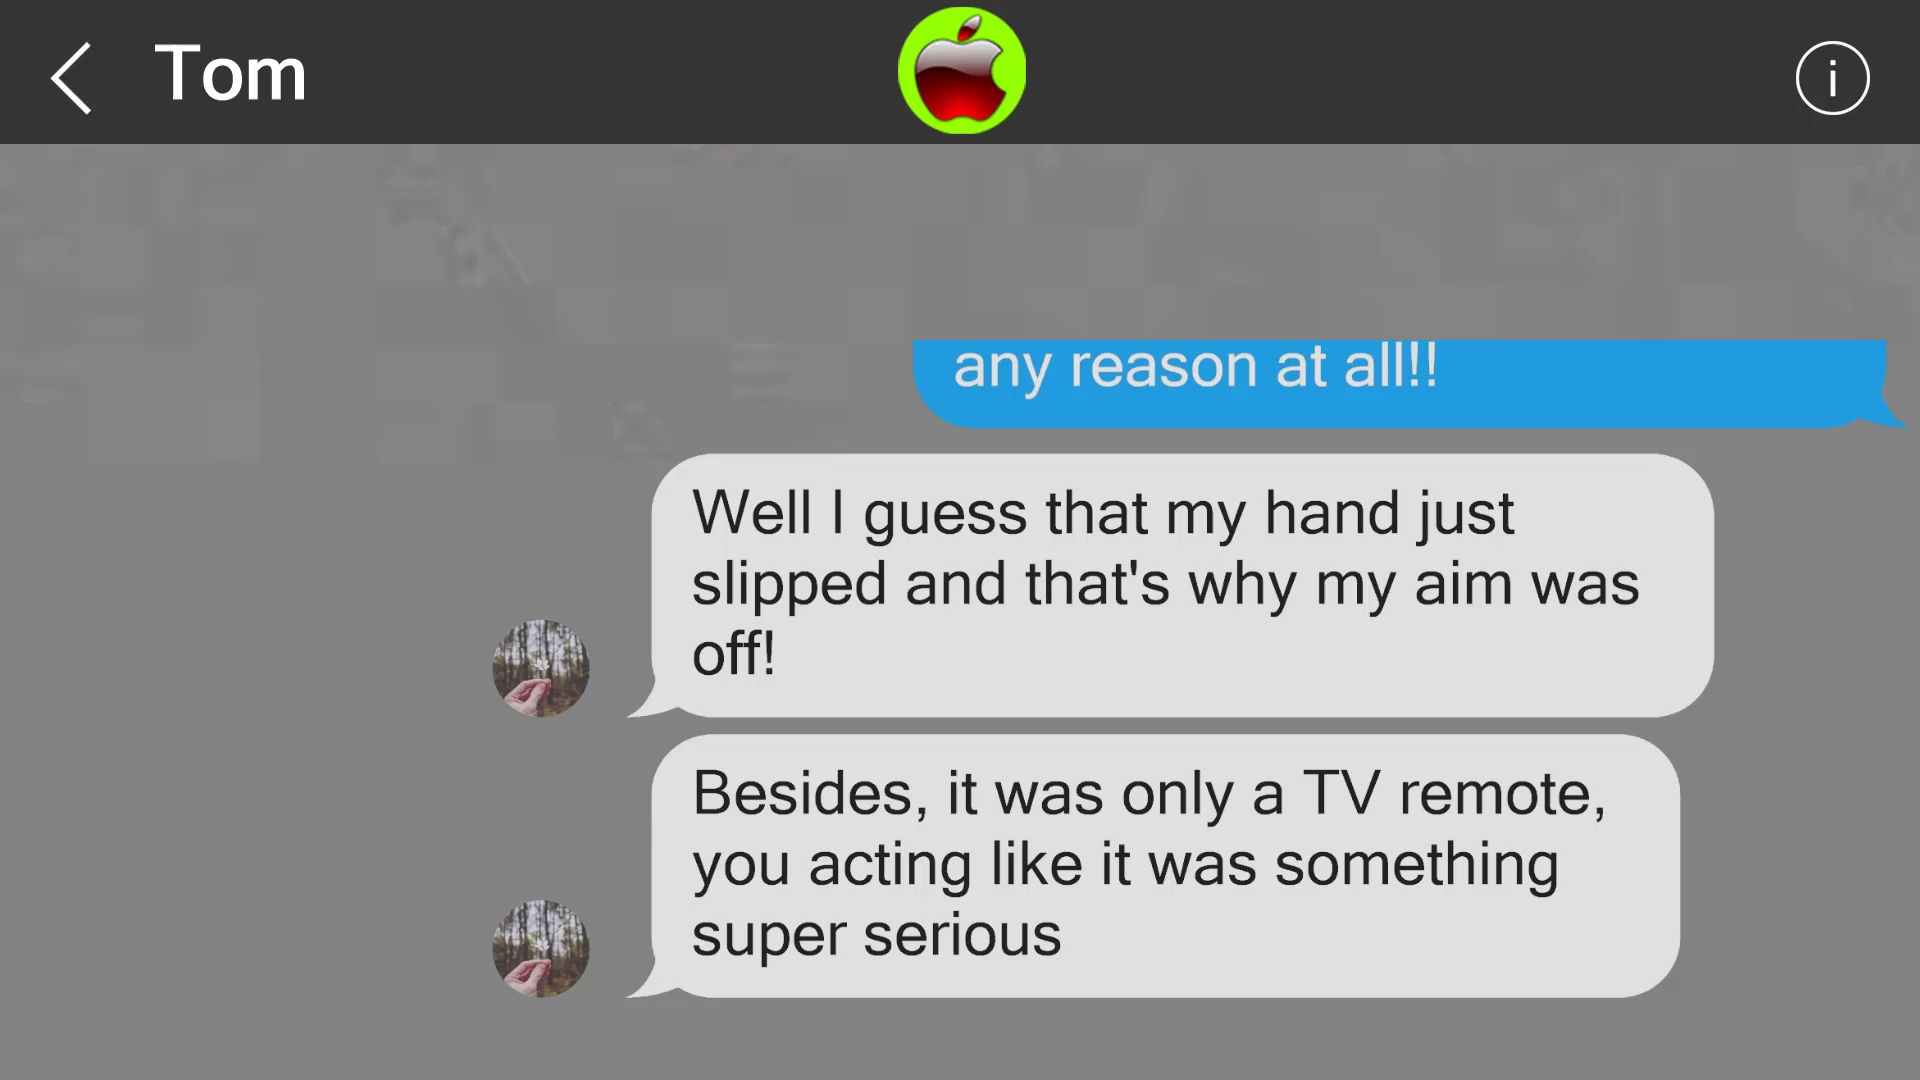 Tom
i
any reason at all!!
Well I guess that my hand just
slipped and that's why my aim was
off!
Besides, it was only a TV remote,
you acting like it was something
super serious